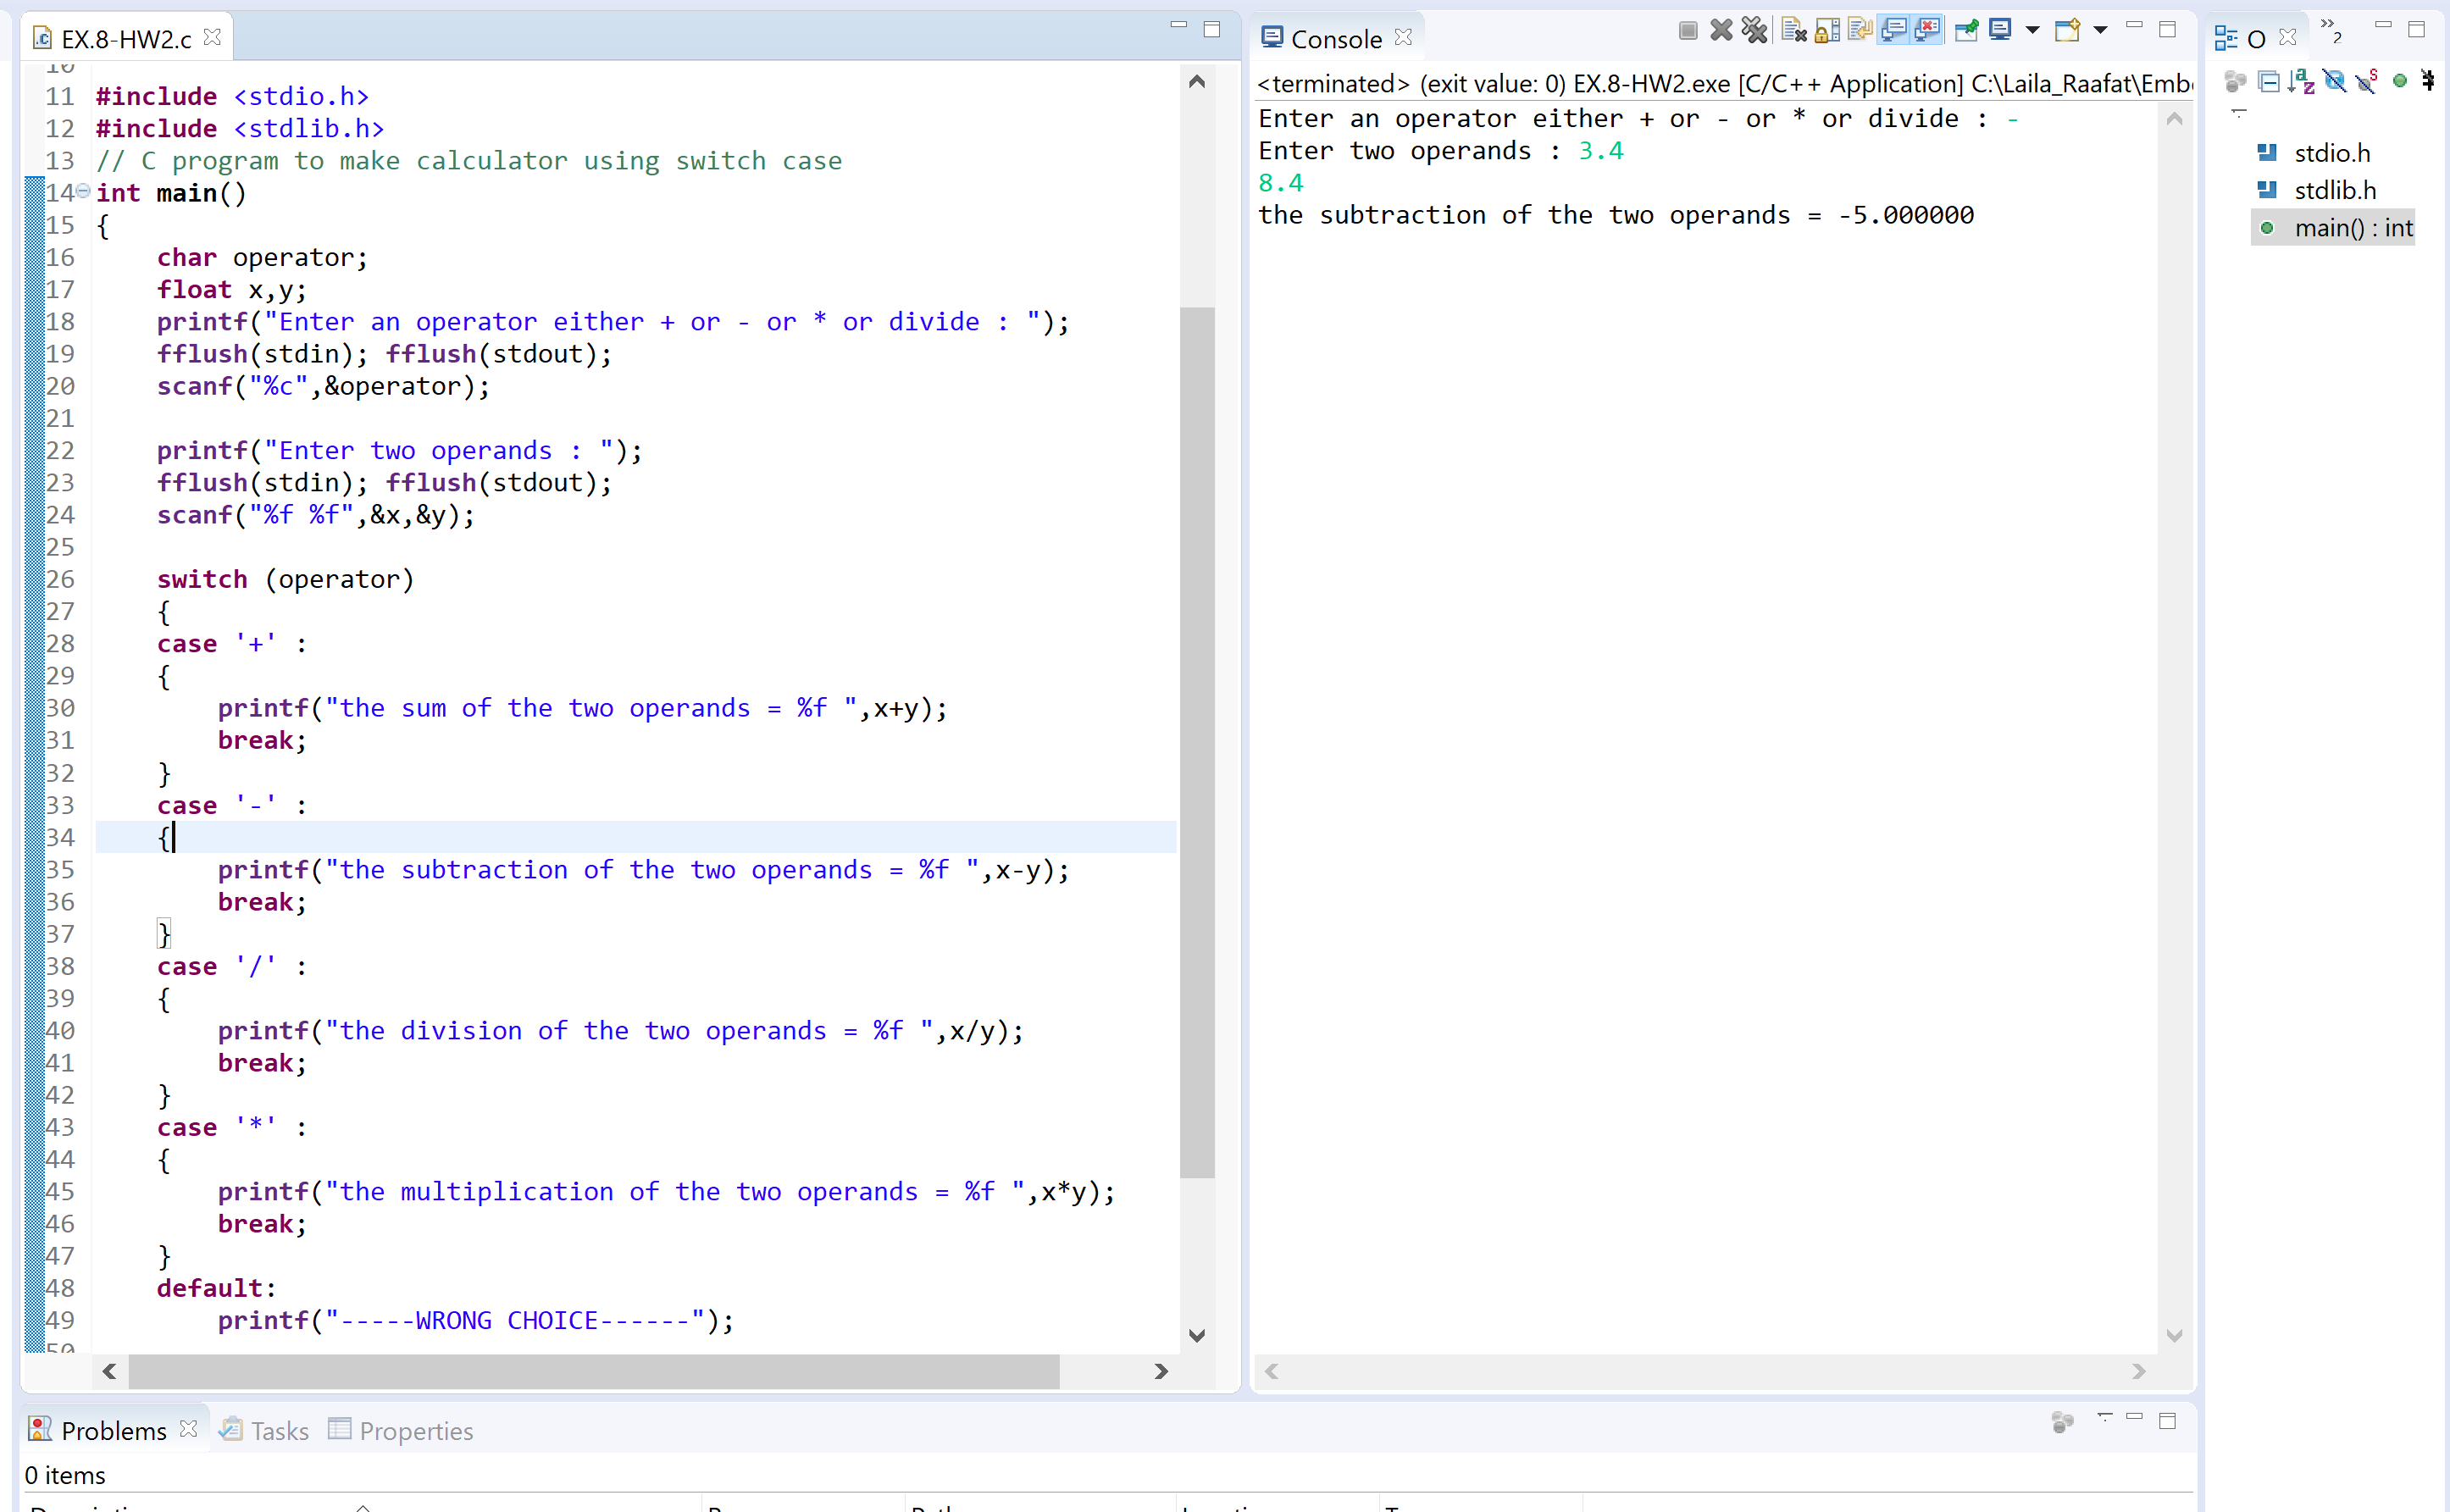 EX.8-HW2.c
10
11 #include <stdio.h>
12 #include <stdlib.h>
13 // C program to make calculator using switch case
14 int main()
15 {
16     char operator;
17     float x,y;
18     printf("Enter an operator either + or - or * or divide : ");
19     fflush(stdin); fflush(stdout);
20     scanf("%c",&operator);
21
22     printf("Enter two operands : ");
23     fflush(stdin); fflush(stdout);
24     scanf("%f %f",&x,&y);
25
26     switch (operator)
27     {
28     case '+' :
29     {
30         printf("the sum of the two operands = %f ",x+y);
31         break;
32     }
33     case '-' :
34     {
35         printf("the subtraction of the two operands = %f ",x-y);
36         break;
37     }
38     case '/' :
39     {
40         printf("the division of the two operands = %f ",x/y);
41         break;
42     }
43     case '*' :
44     {
45         printf("the multiplication of the two operands = %f ",x*y);
46         break;
47     }
48     default:
49         printf("-----WRONG CHOICE------");
50
Console
<terminated> (exit value: 0) EX.8-HW2.exe [C/C++ Application] C:\Laila_Raafat\Emb
Enter an operator either + or - or * or divide : -
Enter two operands : 3.4
8.4
the subtraction of the two operands = -5.000000
O
2
stdio.h
stdlib.h
main() : int
Problems
Tasks
Properties
0 items